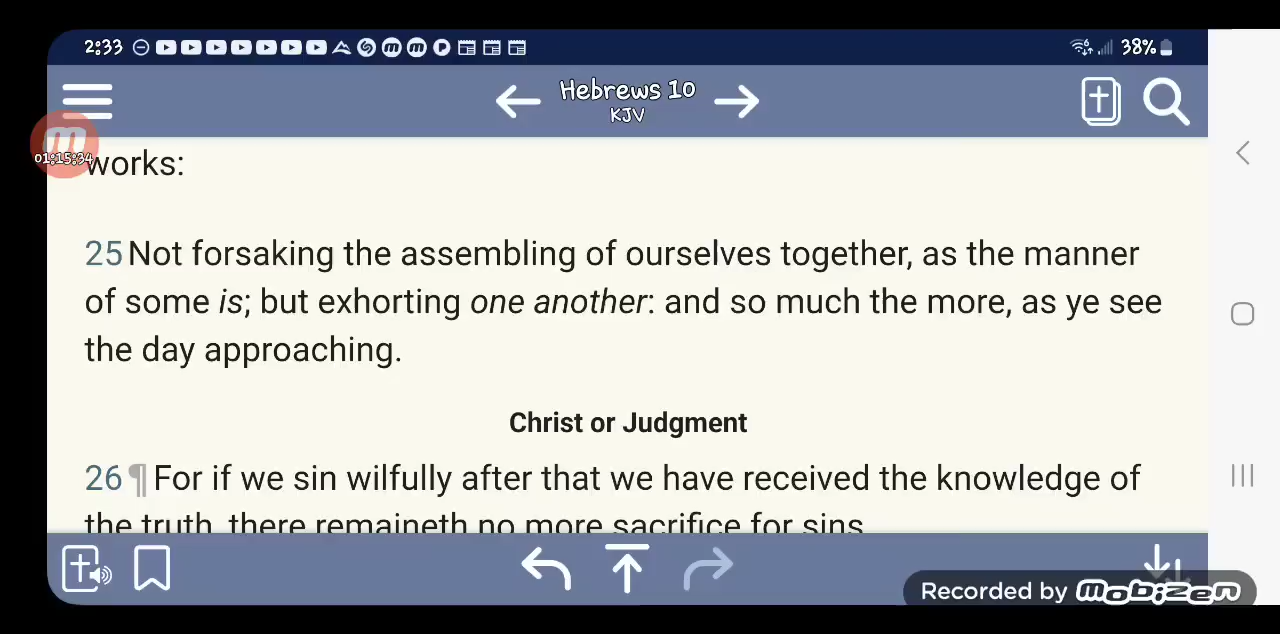 2:33
38%
Hebrews 10
KJV
01:15:34
works:
25 Not forsaking the assembling of ourselves together, as the manner
of some is; but exhorting one another: and so much the more, as ye see
the day approaching.
Christ or Judgment
26 ¶ For if we sin wilfully after that we have received the knowledge of
the truth, there remaineth no more sacrifice for sins
Recorded by mobizen